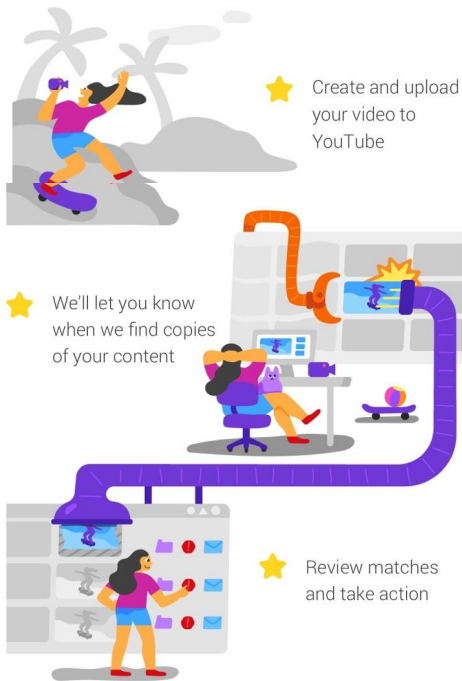 Create and upload
your video to
YouTube
We'll let you know
when we find copies
of your content
Review matches
and take action